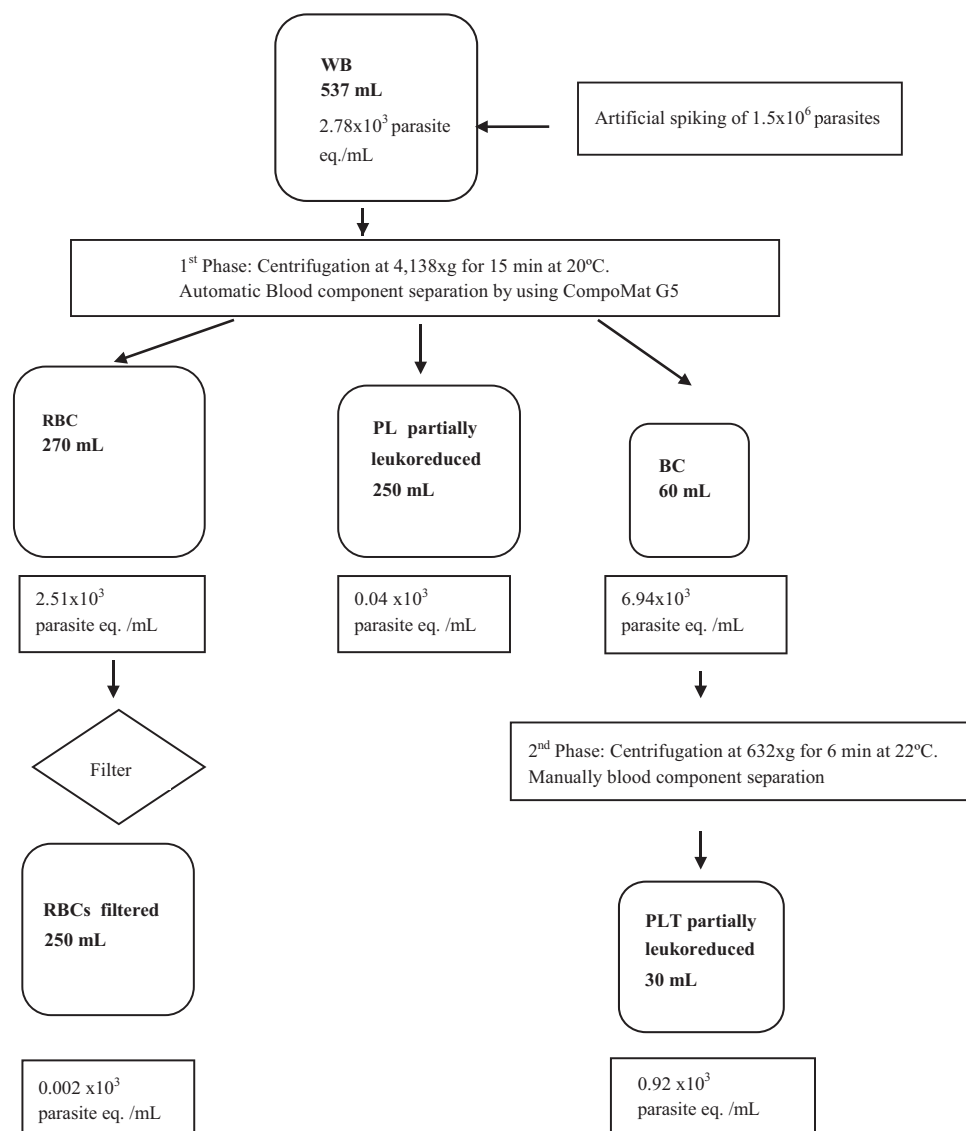 WB
537 mL
2.78x10³ parasite
eq./mL
Artificial spiking of 1.5x10⁶ parasites
1ˢᵗ Phase: Centrifugation at 4,138xg for 15 min at 20ºC.
Automatic Blood component separation by using CompoMat G5
RBC
270 mL
PL partially
leukoreduced
250 mL
BC
60 mL
2.51x10³
parasite eq. /mL
0.04 x10³
parasite eq. /mL
6.94x10³
parasite eq. /mL
Filter
2ⁿᵈ Phase: Centrifugation at 632xg for 6 min at 22ºC.
Manually blood component separation
RBCs filtered
250 mL
PLT partially
leukoreduced
30 mL
0.002 x10³
parasite eq. /mL
0.92 x10³
parasite eq. /mL